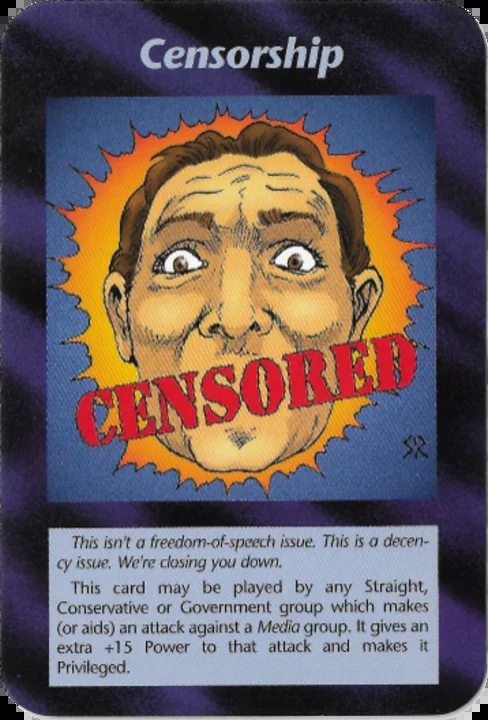 Censorship
CENSORED
SR
This isn't a freedom-of-speech issue. This is a decen-
cy issue. We're closing you down.
This card may be played by any Straight,
Conservative or Government group which makes
(or aids) an attack against a Media group. It gives an
extra +15 Power to that attack and makes it
Privileged.